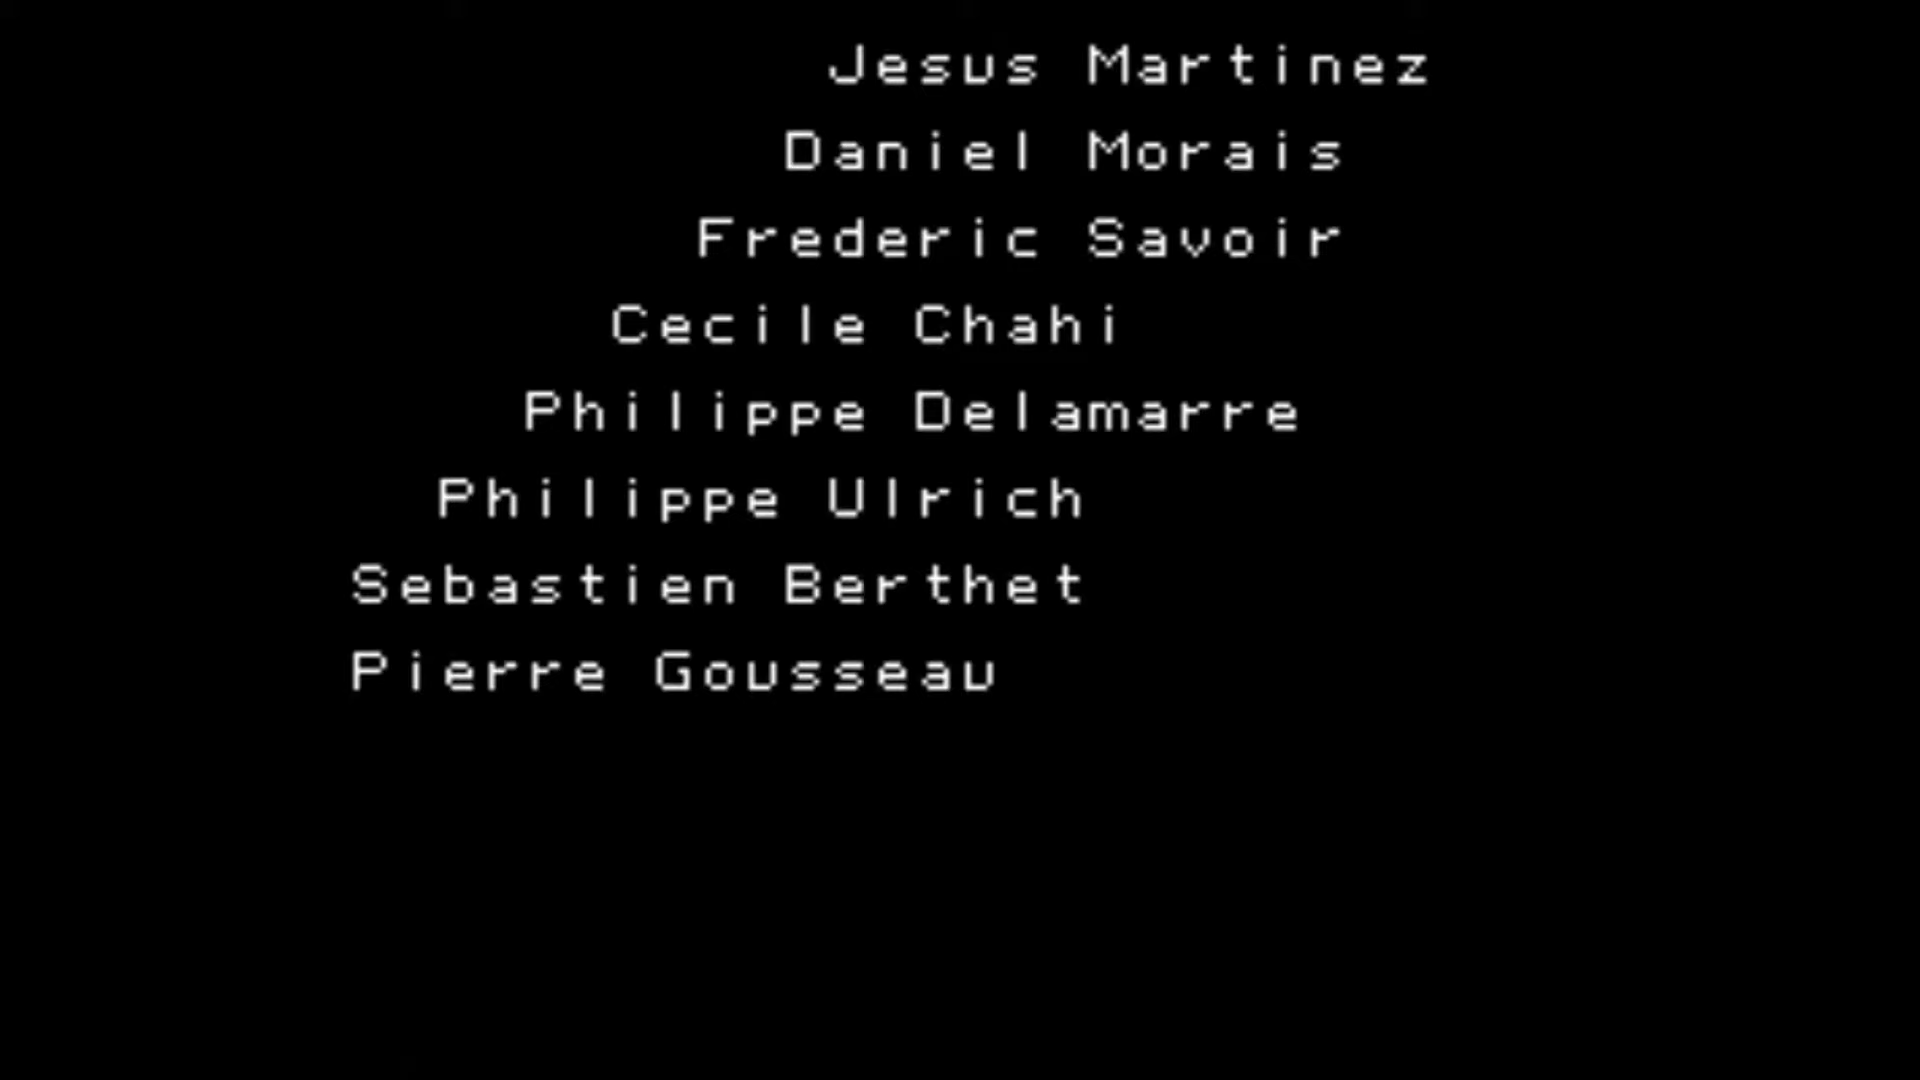 Jesus Martinez
Daniel Morais
Frederic Savoir
Cecile Chahi
Philippe Delamarre
Philippe Ulrich
Sebastien Berthet
Pierre Gousseau